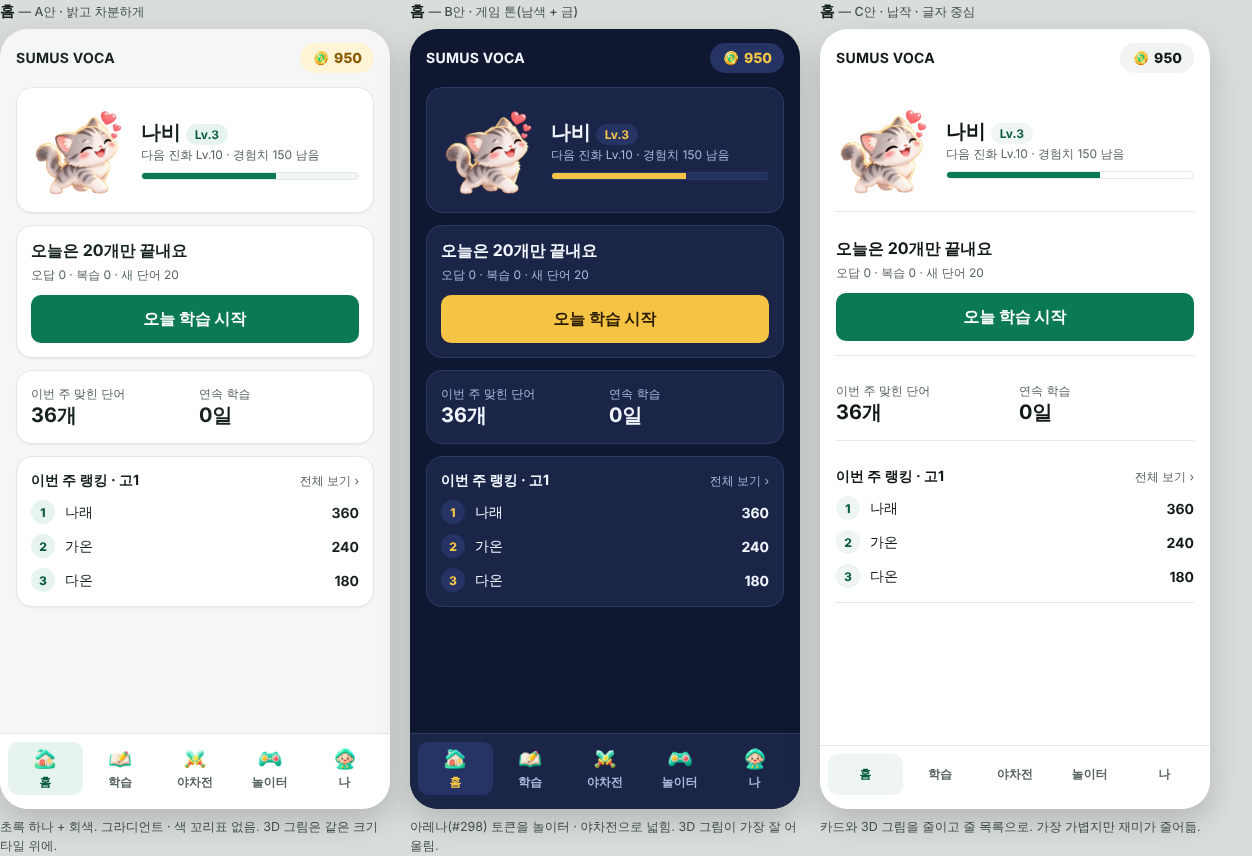 홈 — A안 · 밝고 차분하게
SUMUS VOCA
950
나비 Lv.3
다음 진화 Lv.10 · 경험치 150 남음
오늘은 20개만 끝내요
오답 0 · 복습 0 · 새 단어 20
오늘 학습 시작
이번 주 맞힌 단어
36개
연속 학습
0일
이번 주 랭킹 · 고1
전체 보기 ›
1 나래 360
2 가온 240
3 다온 180
홈 학습 야차전 놀이터 나
초록 하나 + 회색. 그라디언트 · 색 꼬리표 없음. 3D 그림은 같은 크기
타일 위에.
홈 — B안 · 게임 톤(남색 + 금)
SUMUS VOCA
950
나비 Lv.3
다음 진화 Lv.10 · 경험치 150 남음
오늘은 20개만 끝내요
오답 0 · 복습 0 · 새 단어 20
오늘 학습 시작
이번 주 맞힌 단어
36개
연속 학습
0일
이번 주 랭킹 · 고1
전체 보기 ›
1 나래 360
2 가온 240
3 다온 180
홈 학습 야차전 놀이터 나
아레나(#298) 토큰을 놀이터 · 야차전으로 넓힘. 3D 그림이 가장 잘 어
울림.
홈 — C안 · 납작 · 글자 중심
SUMUS VOCA
950
나비 Lv.3
다음 진화 Lv.10 · 경험치 150 남음
오늘은 20개만 끝내요
오답 0 · 복습 0 · 새 단어 20
오늘 학습 시작
이번 주 맞힌 단어
36개
연속 학습
0일
이번 주 랭킹 · 고1
전체 보기 ›
1 나래 360
2 가온 240
3 다온 180
홈 학습 야차전 놀이터 나
카드와 3D 그림을 줄이고 줄 목록으로. 가장 가볍지만 재미가 줄어듦.